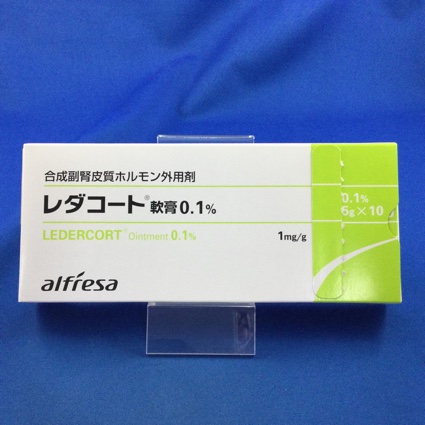 合成副腎皮質ホルモン外用剤
レダコート®軟膏0.1%
LEDERCORT® Ointment 0.1%
1mg/g
0.1%
5g×10
alfresa